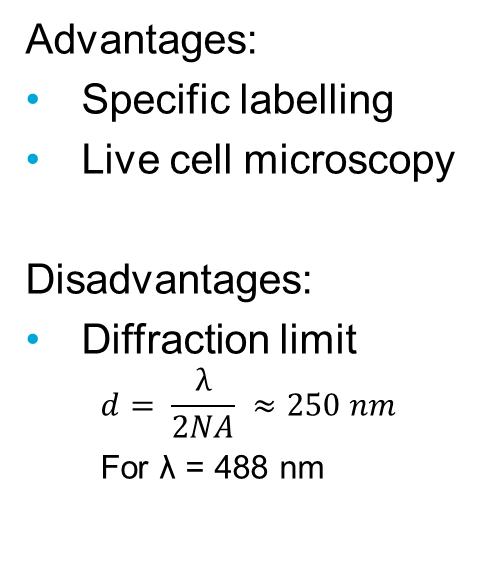 Advantages:
• Specific labelling
• Live cell microscopy
Disadvantages:
• Diffraction limit
d = λ / 2NA ≈ 250 nm
For λ = 488 nm